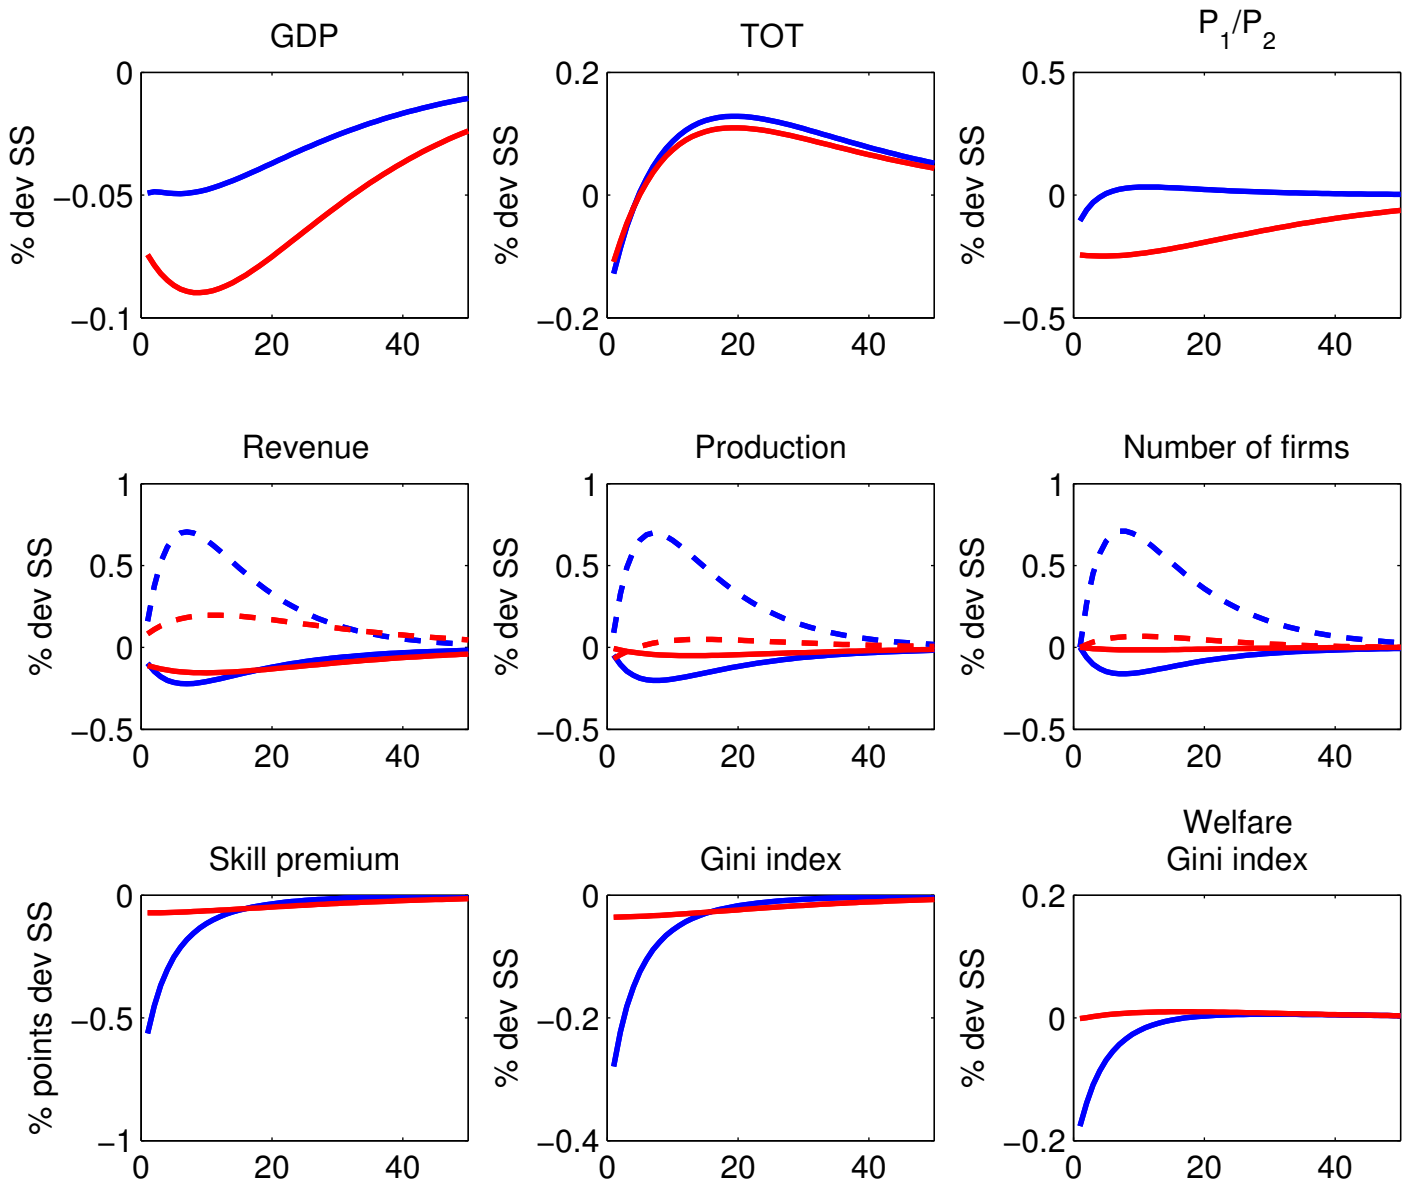 GDP
TOT
P1/P2
% dev SS
0
−0.05
−0.1
0 20 40
% dev SS
0.2
0
−0.2
0 20 40
% dev SS
0.5
0
−0.5
0 20 40
Revenue
Production
Number of firms
% dev SS
1
0.5
0
−0.5
0 20 40
% dev SS
1
0.5
0
−0.5
0 20 40
% dev SS
1
0.5
0
−0.5
0 20 40
Skill premium
Gini index
Welfare
Gini index
% points dev SS
0
−0.5
−1
0 20 40
% dev SS
0
−0.2
−0.4
0 20 40
% dev SS
0.2
0
−0.2
0 20 40